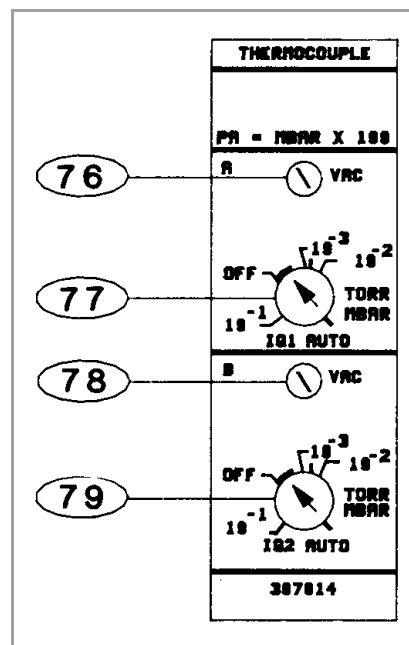 THERMOCOUPLE
PA = MBAR X 100
76
A
VAC
10-3
10-2
OFF
77
TORR
MBAR
10-1
IG1 AUTO
78
B
VAC
10-3
10-2
OFF
79
TORR
MBAR
10-1
IG2 AUTO
307014